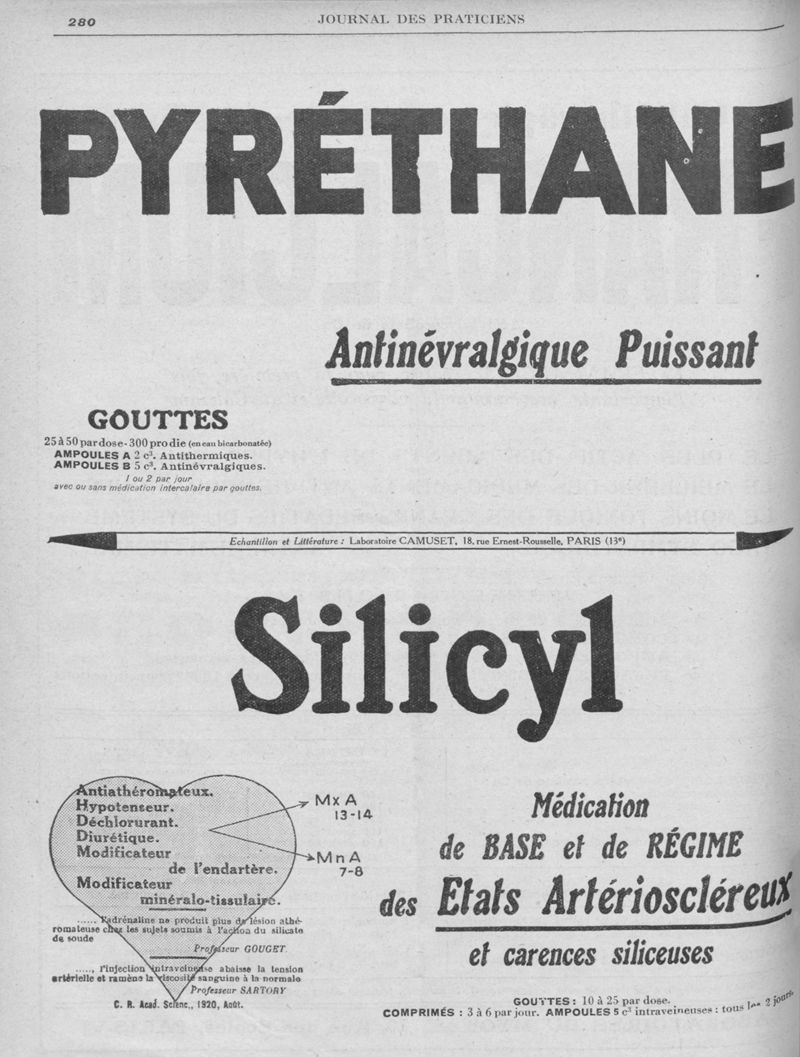 280
JOURNAL DES PRATICIENS
PYRÉTHANE
Antinévralgique Puissant
GOUTTES
25 à 50 par dose - 300 pro die (en eau bicarbonatée)
AMPOULES A 2 c³. Antithermiques.
AMPOULES B 5 c³. Antinévralgiques.
1 ou 2 par jour
avec ou sans médication intercalaire par gouttes.
Echantillon et Littérature : Laboratoire CAMUSET, 18, rue Ernest-Rousselle, PARIS (13ᵉ)
Silicyl
Antiathéromateux.
Hypotenseur.
Déchlorurant.
Diurétique.
Modificateur
de l'endartère.
Modificateur
minéralo-tissulaire.
MxA
13-14
MnA
7-8
...... l'adrénaline ne produit plus de lésion athé-
romateuse chez les sujets soumis à l'action du silicate
de soude
Professeur GOUGET.
....., l'injection intraveineuse abaisse la tension
artérielle et ramène la viscosité sanguine à la normale
Professeur SARTORY
C. R. Acad. Scienc., 1920, Août.
Médication
de BASE et de RÉGIME
des Etats Artérioscléreux
et carences siliceuses
GOUTTES : 10 à 25 par dose.
COMPRIMÉS : 3 à 6 par jour. AMPOULES 5 c³ intraveineuses : tous les 2 jours.